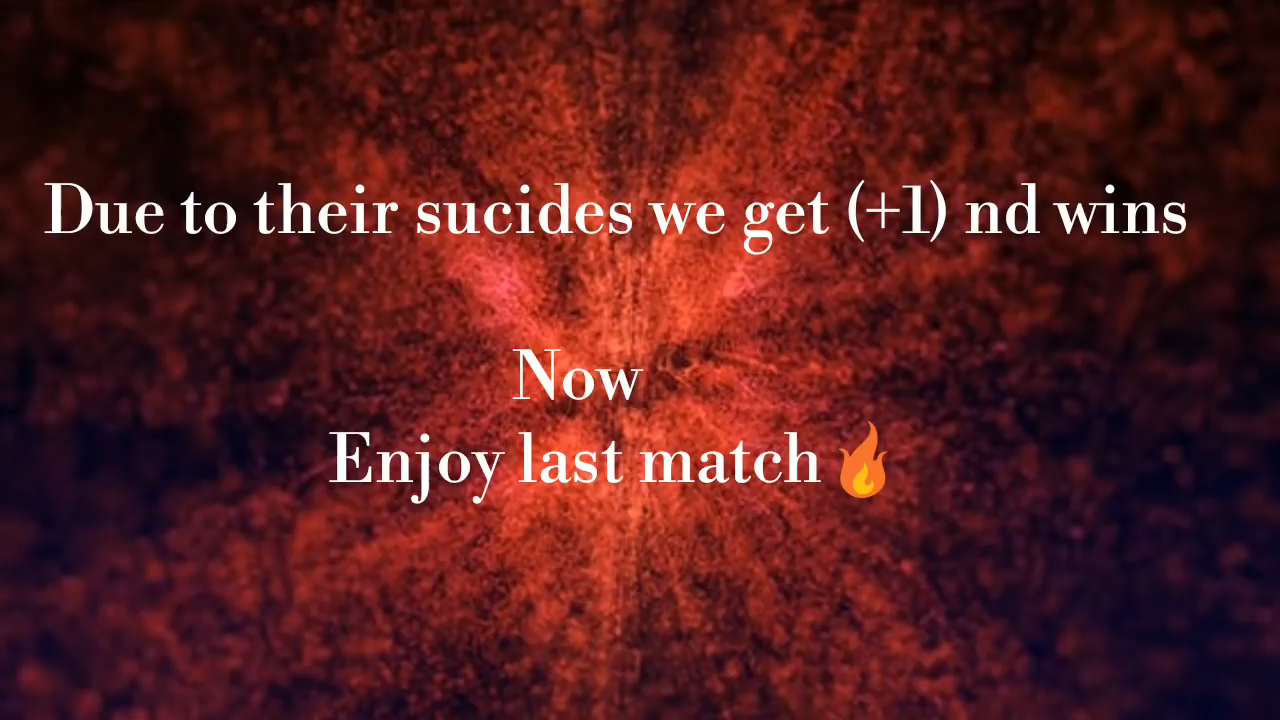 Due to their sucides we get (+1) nd wins
Now
Enjoy last match🔥